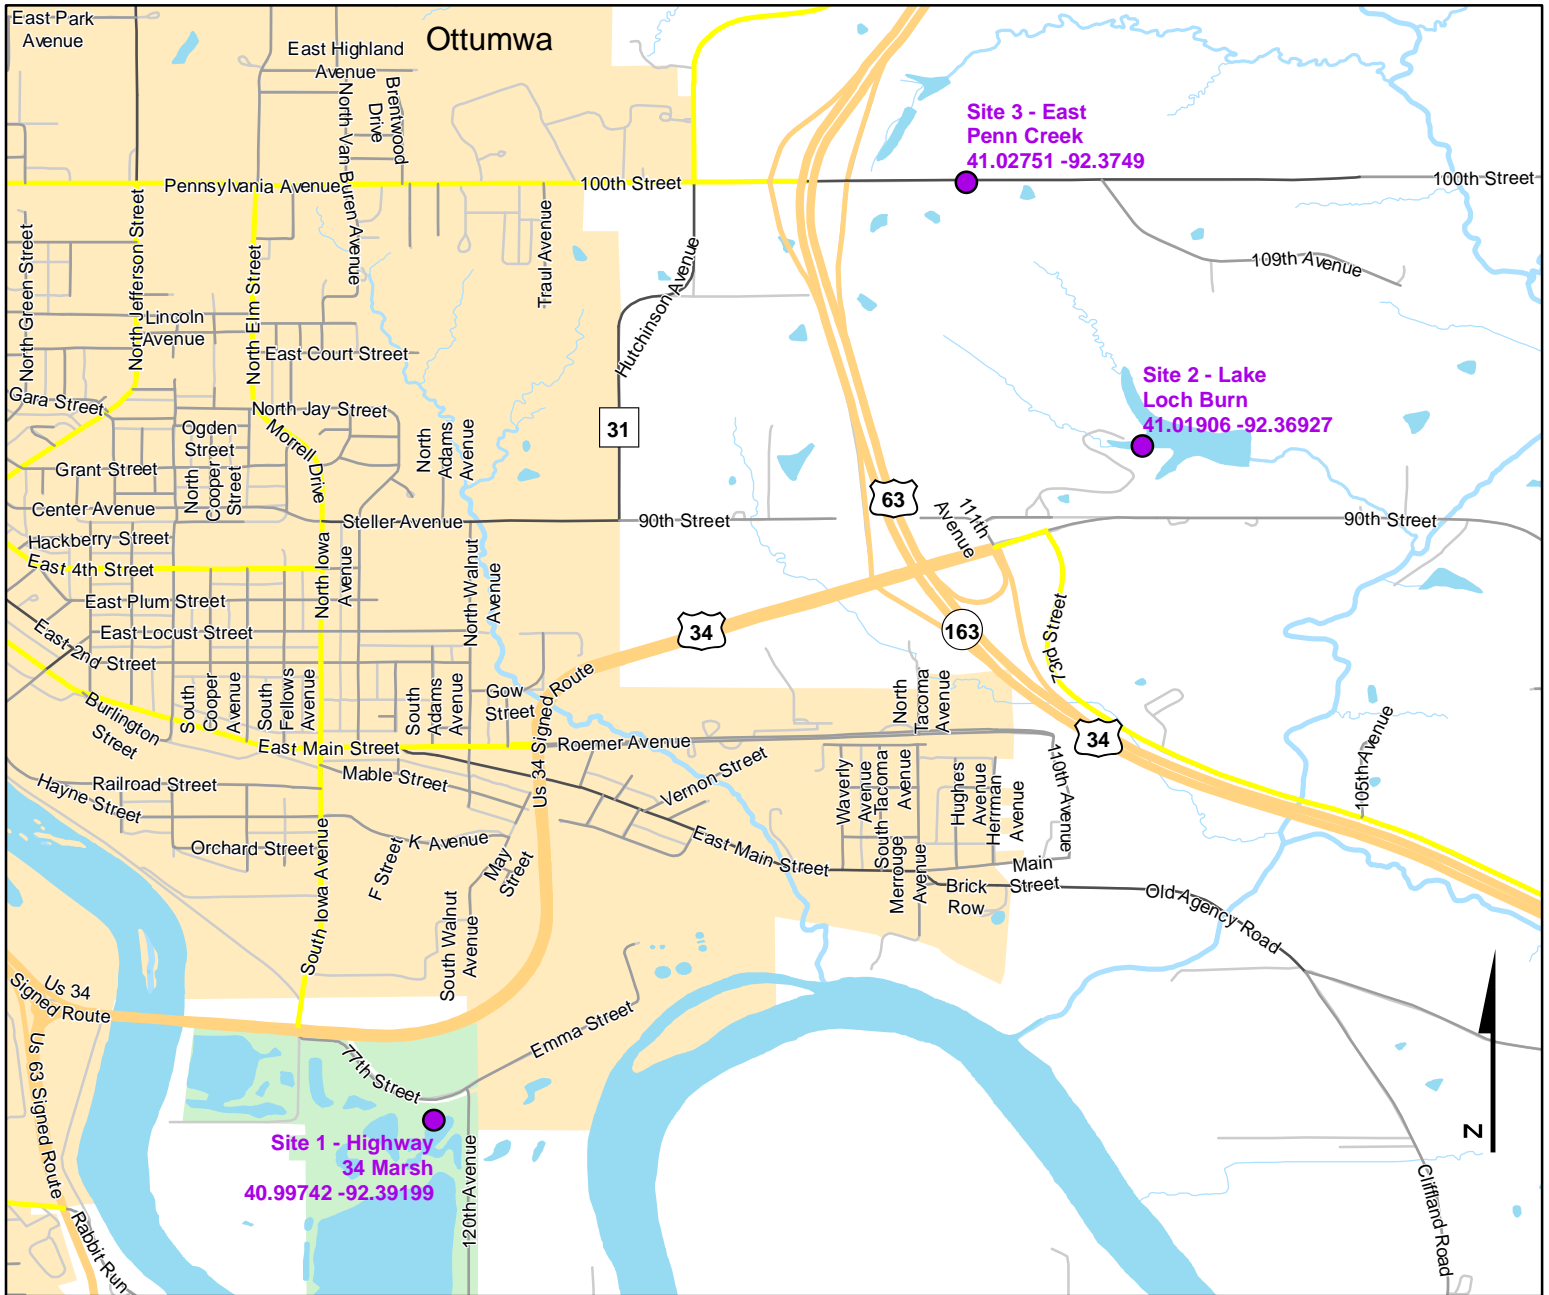 East Park
Avenue
East Highland
Avenue
Ottumwa
Brentwood
Drive
North Van Buren Avenue
Site 3 - East
Penn Creek
41.02751 -92.3749
Pennsylvania Avenue
100th Street
100th Street
North Green Street
North Jefferson Street
North Elm Street
Traul Avenue
Hutchinson Avenue
109th Avenue
Lincoln
Avenue
East Court Street
Gara Street
North Jay Street
Morrell Drive
Ogden
Street
North
Adams
Avenue
31
Site 2 - Lake
Loch Burn
41.01906 -92.36927
Grant Street
North
Cooper
Street
Center Avenue
Steller Avenue
90th Street
63
111th
Avenue
90th Street
Hackberry Street
East 4th Street
North Iowa
Avenue
North Walnut
Avenue
East Plum Street
East Locust Street
East 2nd Street
34
163
73rd Street
South
Cooper
Avenue
South
Fellows
Avenue
South
Adams
Avenue
Gow
Street
Us 34 Signed Route
North
Tacoma
Avenue
Burlington
Street
East Main Street
Roemer Avenue
34
110th Avenue
105th Avenue
Railroad Street
Mable Street
Hayne Street
Vernon Street
Waverly
Avenue
South Tacoma
Avenue
Hughes
Avenue
Herrman
Avenue
Orchard Street
K Avenue
F Street
May
Street
East Main Street
Merrouge
Avenue
Main
Street
Brick
Row
Old Agency Road
South Iowa Avenue
South Walnut
Avenue
Us 34
Signed Route
Us 63 Signed Route
77th Street
Emma Street
Site 1 - Highway
34 Marsh
40.99742 -92.39199
120th Avenue
Rabbit Run
Cliffland Road
N